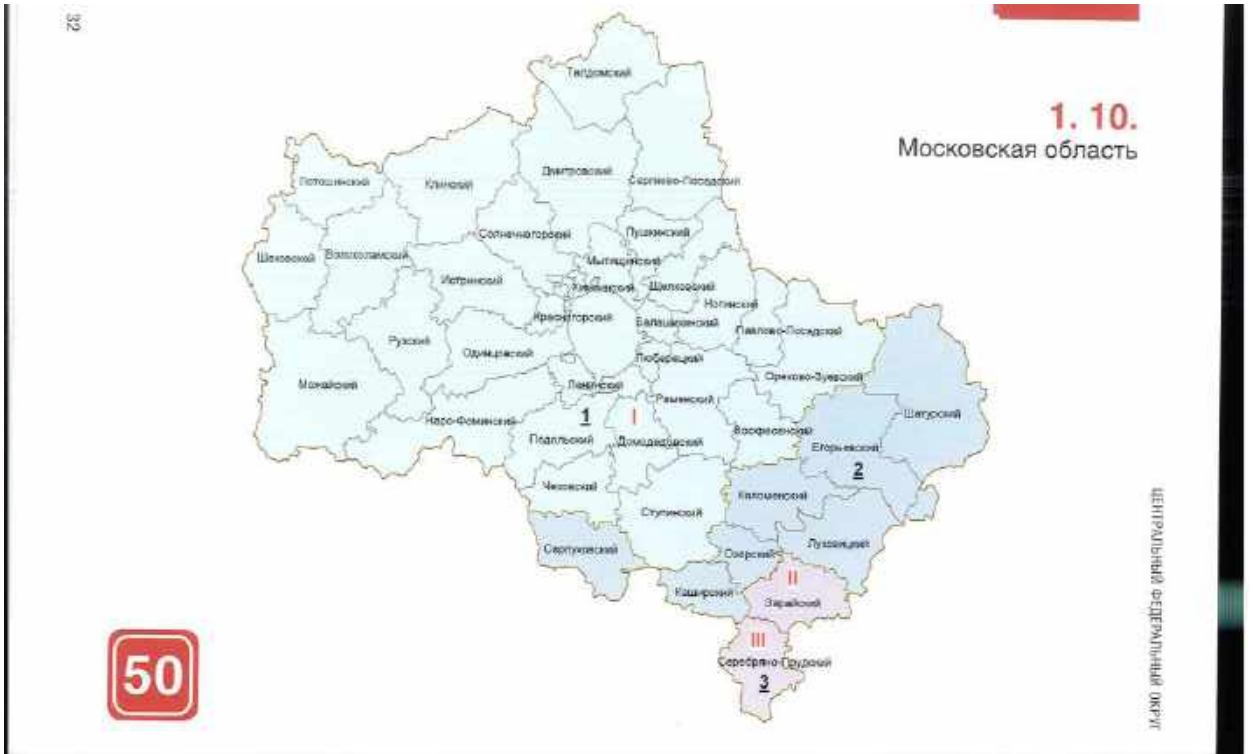 32
1. 10.
Московская область
Талдомский
Дмитровский
Сергиево-Посадский
Лотошинский
Клинский
Солнечногорский
Пушкинский
Шаховской
Волоколамский
Мытищинский
Истринский
Химкинский
Щелковский
Ногинский
Красногорский
Балашихинский
Павлово-Посадский
Рузский
Одинцовский
Люберецкий
Можайский
Ленинский
Орехово-Зуевский
Раменский
Шатурский
Наро-Фоминский
1
I
Воскресенский
Подольский
Домодедовский
Егорьевский
2
Чеховский
Коломенский
Ступинский
Серпуховский
Озерский
Луховицкий
Каширский
II
Зарайский
III
Серебряно-Прудский
3
50
ЦЕНТРАЛЬНЫЙ ФЕДЕРАЛЬНЫЙ ОКРУГ